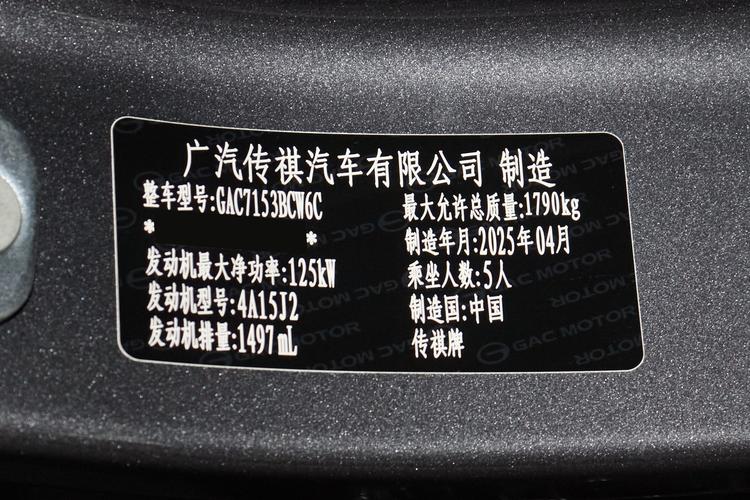 广汽传祺汽车有限公司 制造
整车型号:GAC7153BCW6C
* *
发动机最大净功率:125kW
发动机型号:4A15J2
发动机排量:1497mL
最大允许总质量:1790kg
制造年月:2025年04月
乘坐人数:5人
制造国:中国
传祺牌
GAC MOTOR